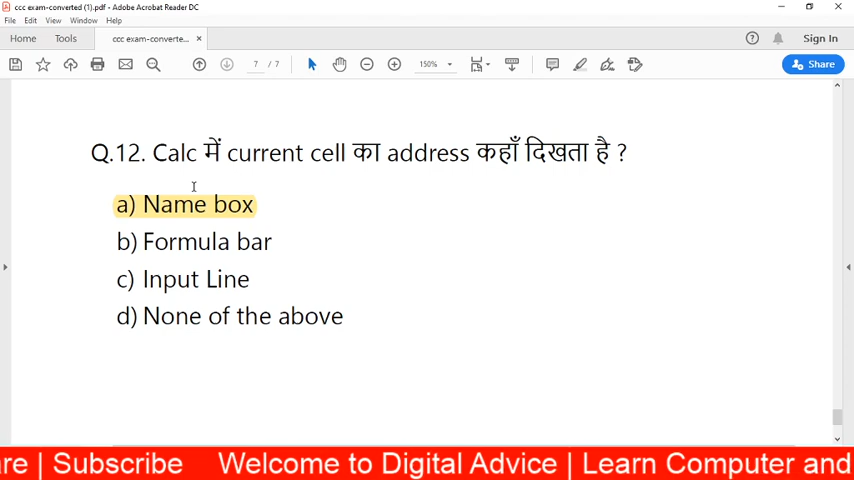 ccc exam-converted (1).pdf - Adobe Acrobat Reader DC
File Edit View Window Help
Home Tools ccc exam-converte... × Sign In
7 / 7 150% Share
Q.12. Calc में current cell का address कहाँ दिखता है ?
a) Name box
b) Formula bar
c) Input Line
d) None of the above
re | Subscribe Welcome to Digital Advice | Learn Computer and